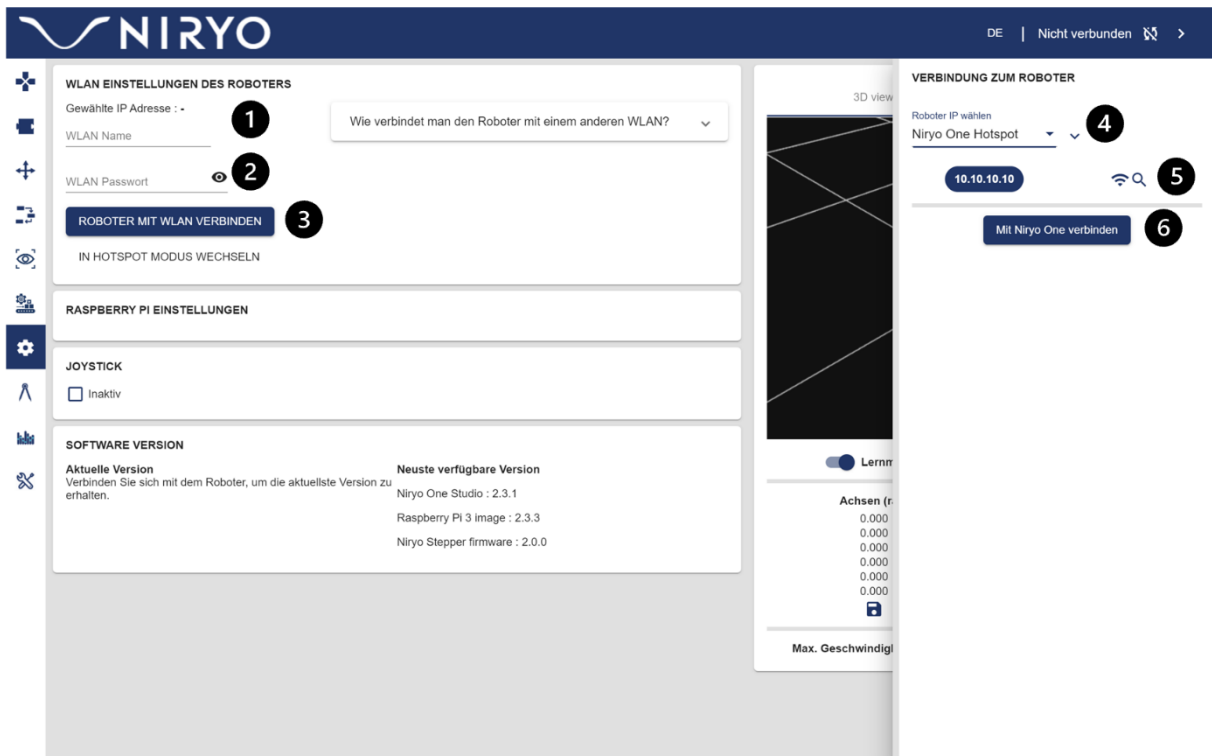 NIRYO
DE | Nicht verbunden
WLAN EINSTELLUNGEN DES ROBOTERS
Gewählte IP Adresse : -
WLAN Name
1
Wie verbindet man den Roboter mit einem anderen WLAN?
WLAN Passwort
2
ROBOTER MIT WLAN VERBINDEN
3
IN HOTSPOT MODUS WECHSELN
RASPBERRY PI EINSTELLUNGEN
JOYSTICK
Inaktiv
SOFTWARE VERSION
Aktuelle Version
Verbinden Sie sich mit dem Roboter, um die aktuellste Version zu
erhalten.
Neuste verfügbare Version
Niryo One Studio : 2.3.1
Raspberry Pi 3 image : 2.3.3
Niryo Stepper firmware : 2.0.0
3D view
Lernm
Achsen (ra
0.000
0.000
0.000
0.000
0.000
0.000
Max. Geschwindigk
VERBINDUNG ZUM ROBOTER
Roboter IP wählen
Niryo One Hotspot
4
10.10.10.10
5
Mit Niryo One verbinden
6